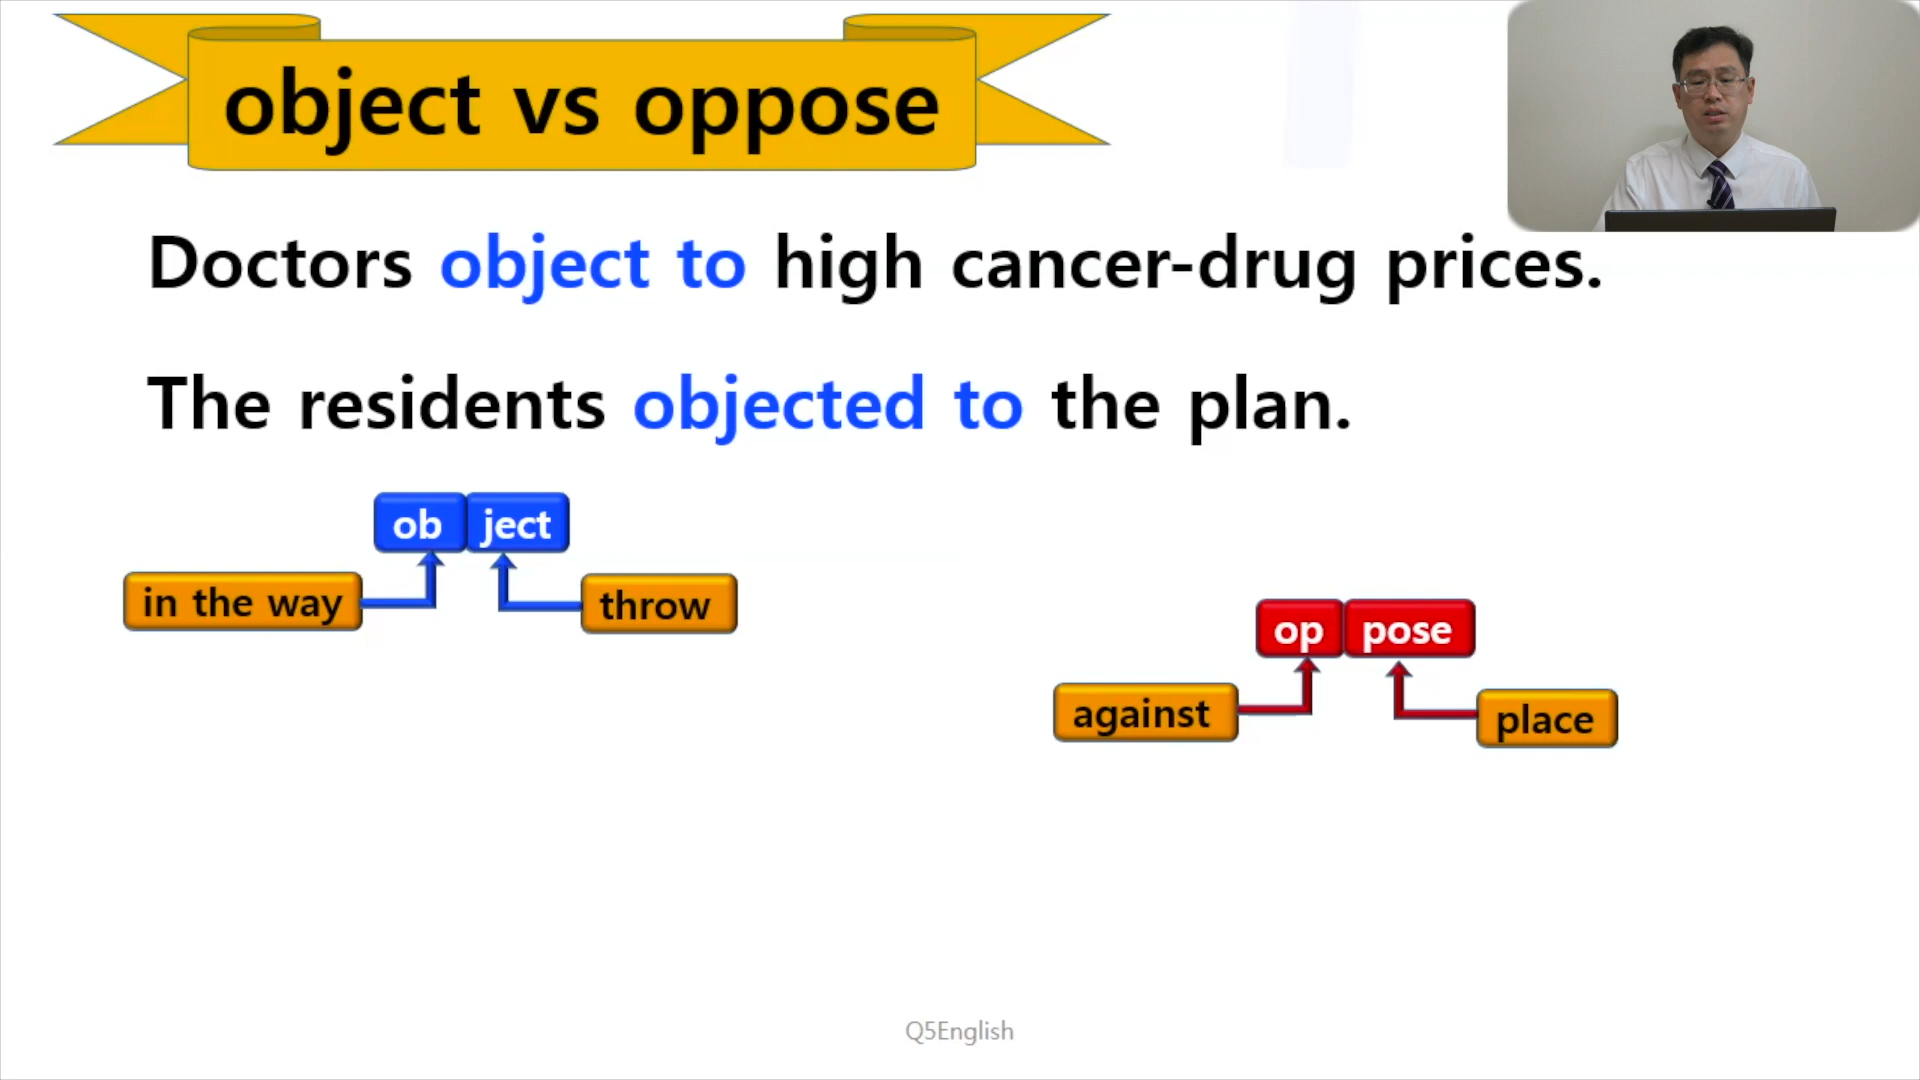 object vs oppose
Doctors object to high cancer-drug prices.
The residents objected to the plan.
ob ject
in the way
throw
op pose
against
place
Q5English